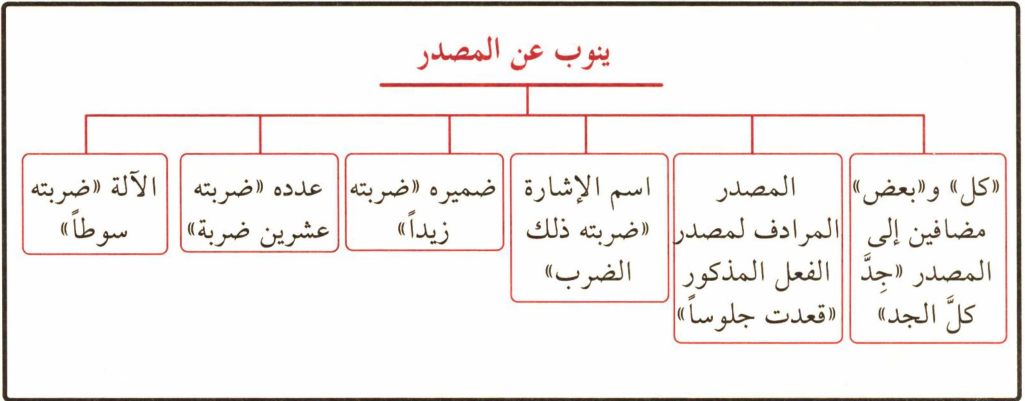 ينوب عن المصدر
«كل» و«بعض»
مضافين إلى
المصدر «جِدَّ
كلَّ الجد»
المصدر
المرادف لمصدر
الفعل المذكور
«قعدت جلوساً»
اسم الإشارة
«ضربته ذلك
الضرب»
ضميره «ضربته
زيداً»
عدده «ضربته
عشرين ضربة»
الآلة «ضربته
سوطاً»